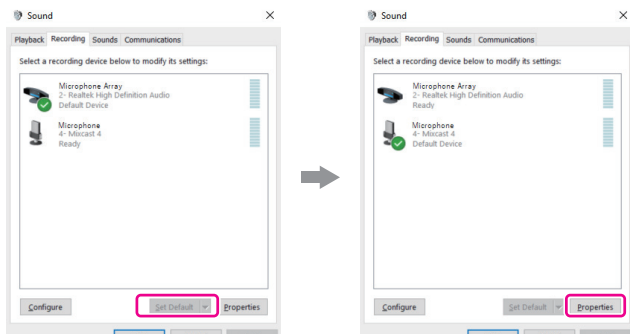 Sound
Playback Recording Sounds Communications
Select a recording device below to modify its settings:
Microphone Array
2- Realtek High Definition Audio
Default Device
Microphone
4- Mixcast 4
Ready
Configure Set Default Properties
Sound
Playback Recording Sounds Communications
Select a recording device below to modify its settings:
Microphone Array
2- Realtek High Definition Audio
Ready
Microphone
4- Mixcast 4
Default Device
Configure Set Default Properties